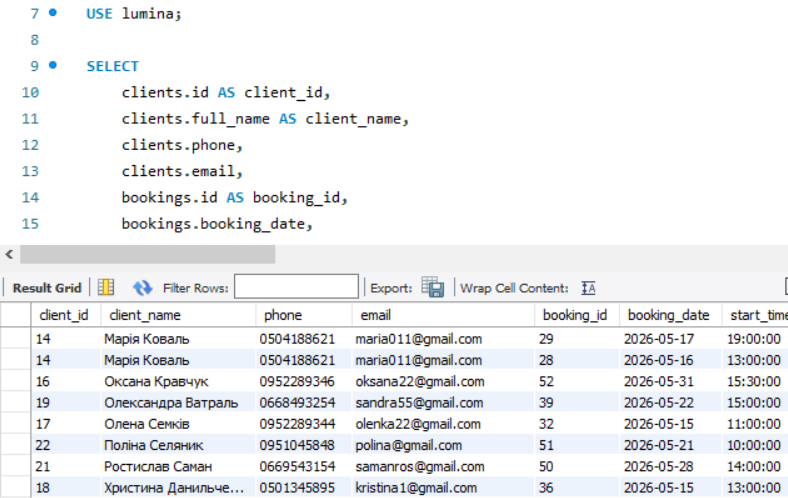 7 USE lumina;
8
9 SELECT
10 clients.id AS client_id,
11 clients.full_name AS client_name,
12 clients.phone,
13 clients.email,
14 bookings.id AS booking_id,
15 bookings.booking_date,
Result Grid Filter Rows: Export: Wrap Cell Content:
client_id client_name phone email booking_id booking_date start_time
14 Марія Коваль 0504188621 maria011@gmail.com 29 2026-05-17 19:00:00
14 Марія Коваль 0504188621 maria011@gmail.com 28 2026-05-16 13:00:00
16 Оксана Кравчук 0952289346 oksana22@gmail.com 52 2026-05-31 15:30:00
19 Олександра Ватраль 0668493254 sandra55@gmail.com 39 2026-05-22 15:00:00
17 Олена Семків 0952289344 olenka22@gmail.com 32 2026-05-15 11:00:00
22 Поліна Селяник 0951045848 polina@gmail.com 51 2026-05-21 10:00:00
21 Ростислав Саман 0669543154 samanros@gmail.com 50 2026-05-28 14:00:00
18 Христина Данильче... 0501345895 kristina1@gmail.com 36 2026-05-15 13:00:00